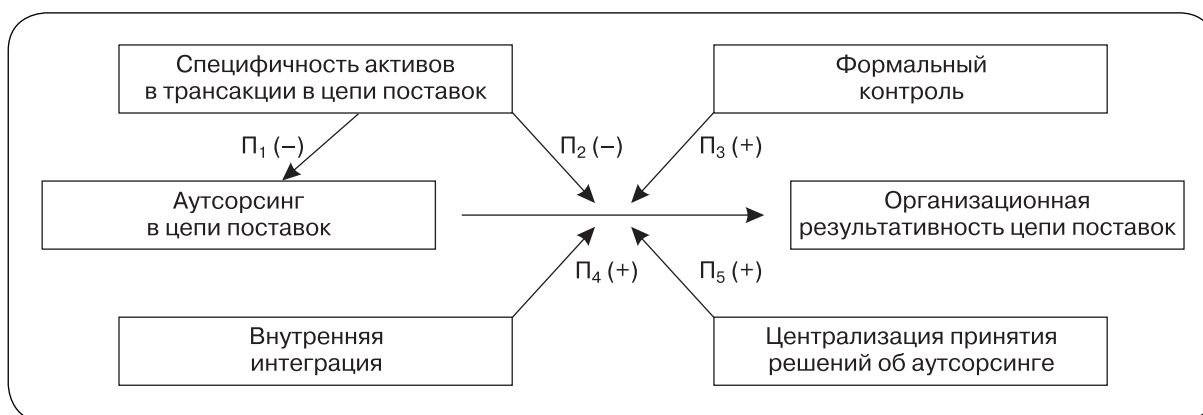 Специфичность активов
в трансакции в цепи поставок
Формальный
контроль
П₁ (–)
П₂ (–)
П₃ (+)
Аутсорсинг
в цепи поставок
Организационная
результативность цепи поставок
П₄ (+)
П₅ (+)
Внутренняя
интеграция
Централизация принятия
решений об аутсорсинге